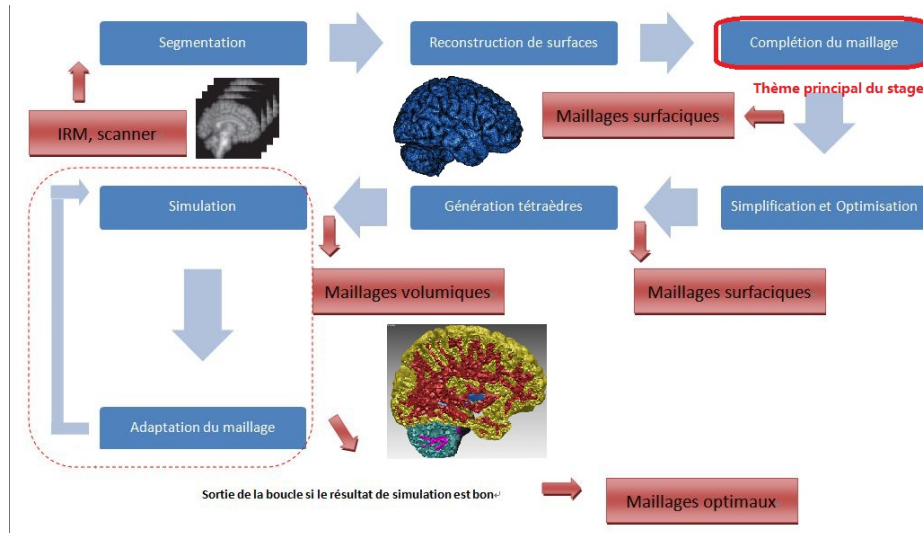 Segmentation
Reconstruction de surfaces
Complétion du maillage
Thème principal du stage
IRM, scanner
Maillages surfaciques
Simulation
Génération tétraèdres
Simplification et Optimisation
Maillages volumiques
Maillages surfaciques
Adaptation du maillage
Sortie de la boucle si le résultat de simulation est bon↵
Maillages optimaux